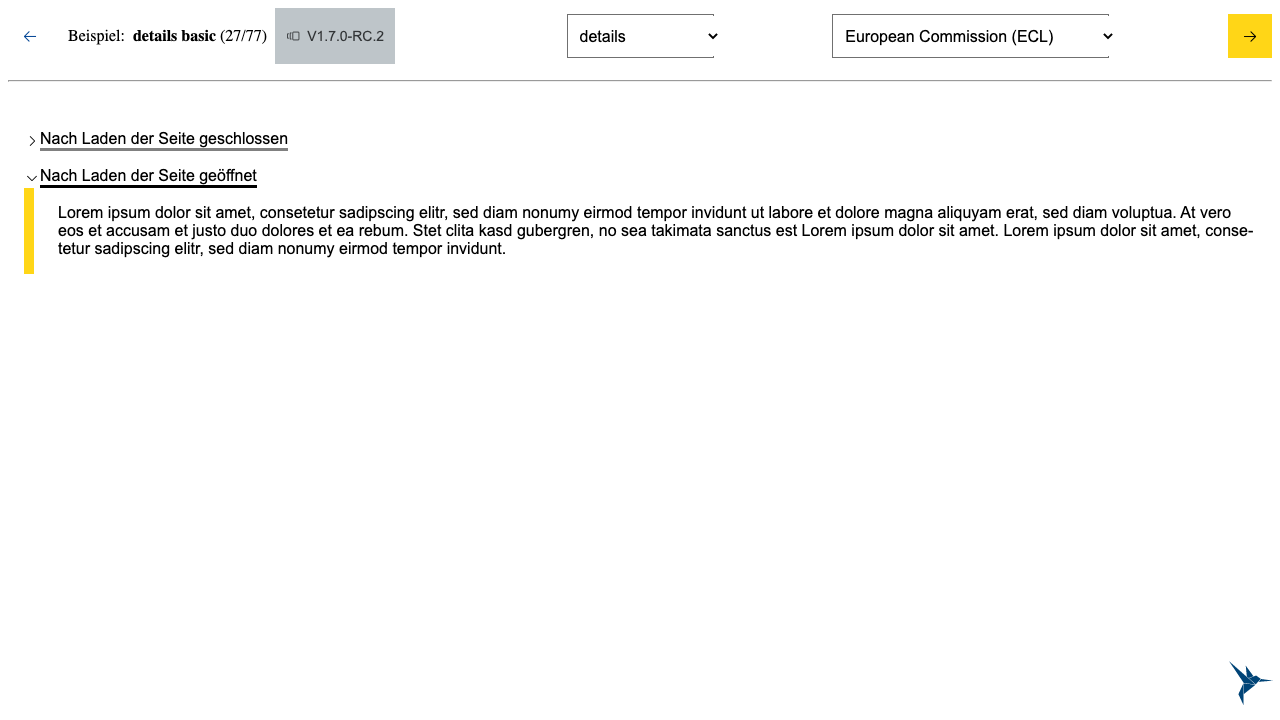 Beispiel: details basic (27/77) V1.7.0-RC.2 details European Commission (ECL)
Nach Laden der Seite geschlossen
Nach Laden der Seite geöffnet
Lorem ipsum dolor sit amet, consetetur sadipscing elitr, sed diam nonumy eirmod tempor invidunt ut labore et dolore magna aliquyam erat, sed diam voluptua. At vero
eos et accusam et justo duo dolores et ea rebum. Stet clita kasd gubergren, no sea takimata sanctus est Lorem ipsum dolor sit amet. Lorem ipsum dolor sit amet, conse-
tetur sadipscing elitr, sed diam nonumy eirmod tempor invidunt.